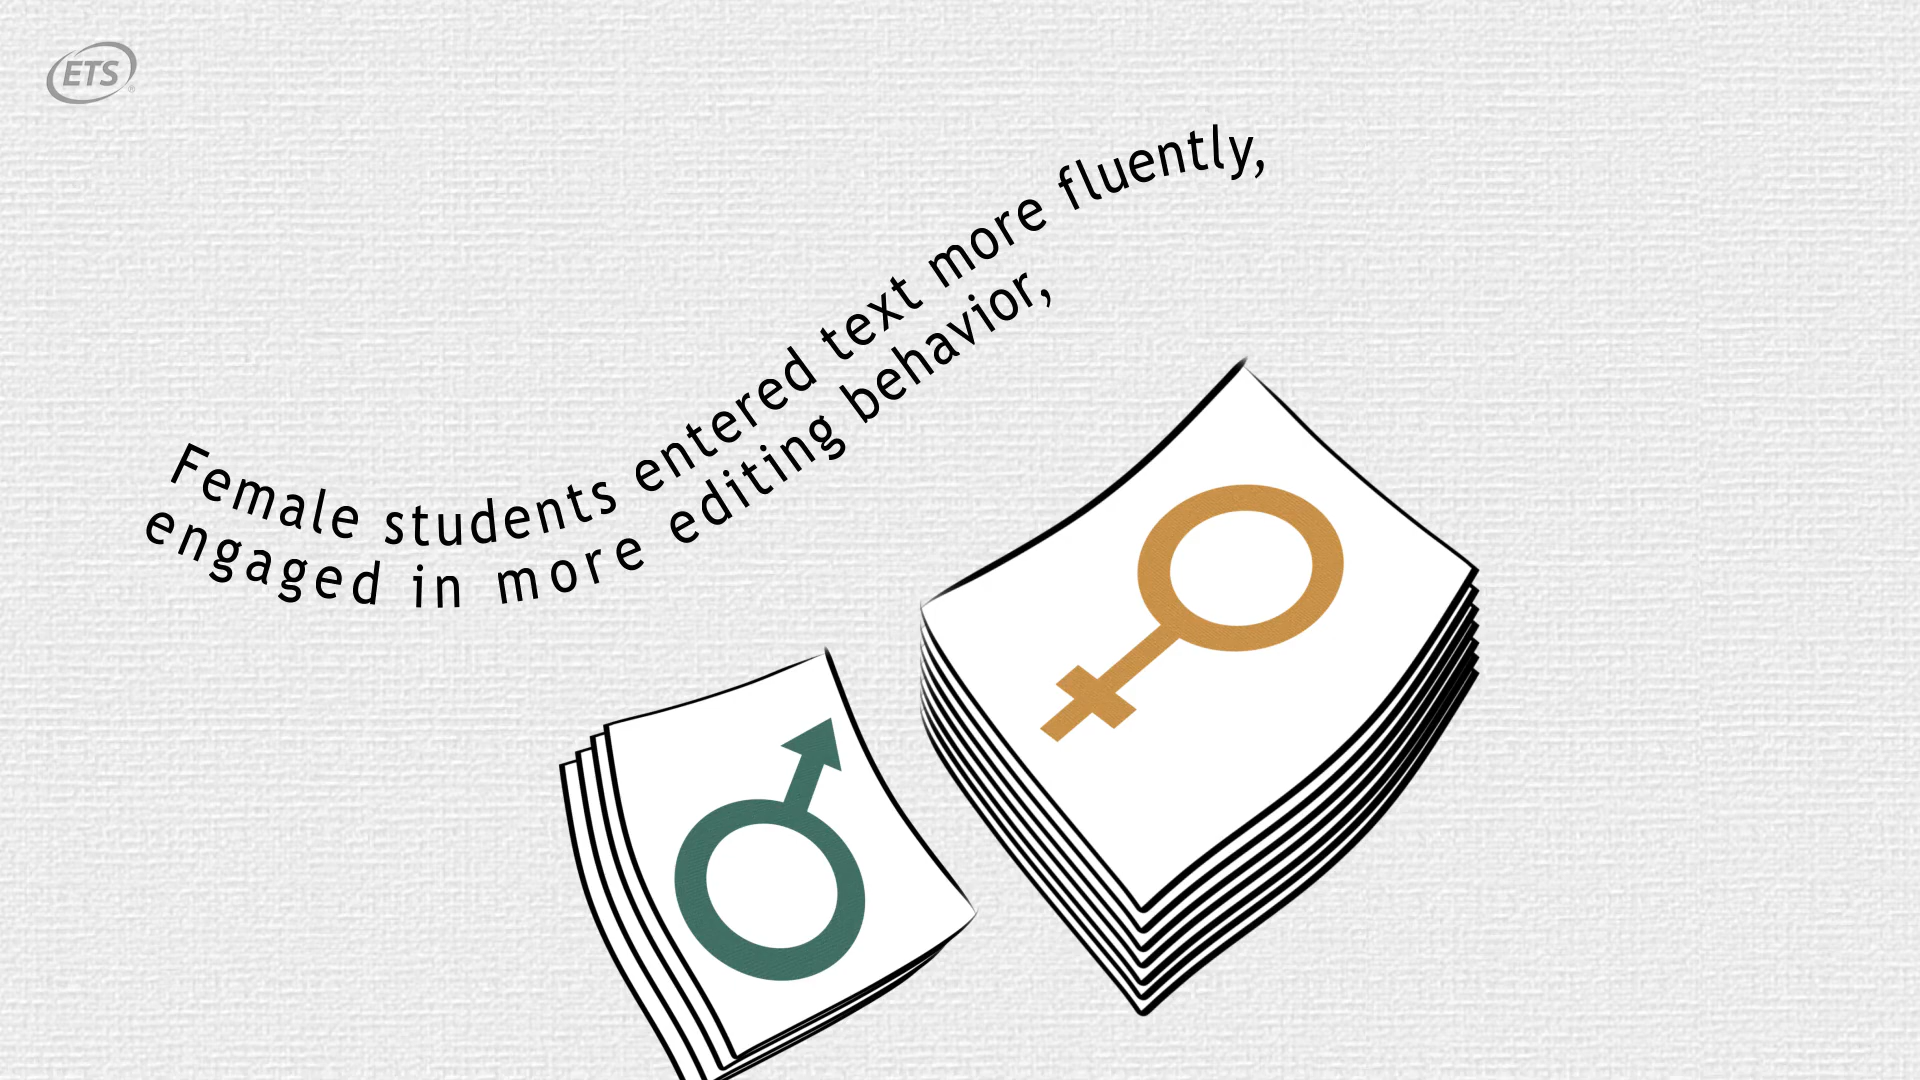 ETS
Female students entered text more fluently,
engaged in more editing behavior,